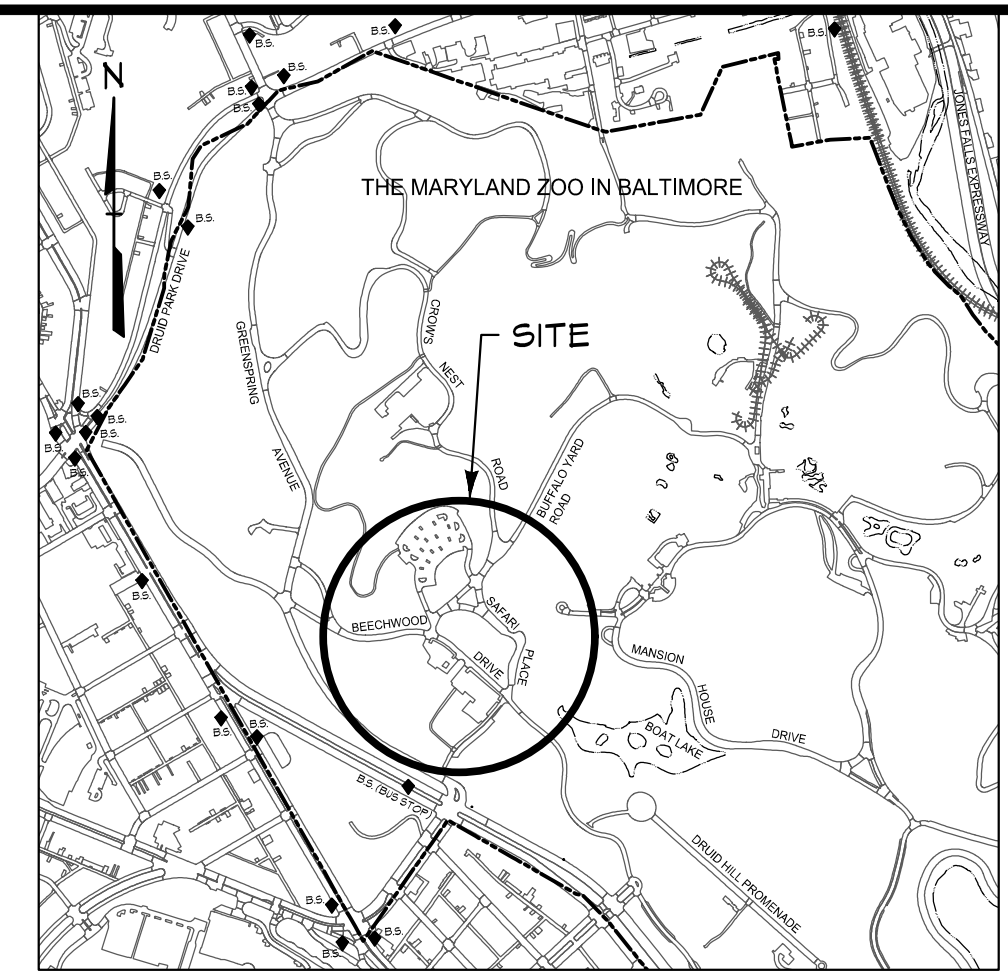 B.S.
B.S.
B.S.
N
B.S.
JONES FALLS EXPRESSWAY
THE MARYLAND ZOO IN BALTIMORE
B.S.
B.S.
DRUID PARK DRIVE
CROWS
NEST
ROAD
SITE
GREENSPRING
AVENUE
B.S.
B.S.
B.S.
B.S.
BUFFALO YARD
ROAD
B.S.
SAFARI
PLACE
BEECHWOOD
DRIVE
MANSION
HOUSE
DRIVE
B.S.
B.S.
BOAT LAKE
B.S. (BUS STOP)
DRUID HILL PROMENADE
B.S.
B.S.
B.S.